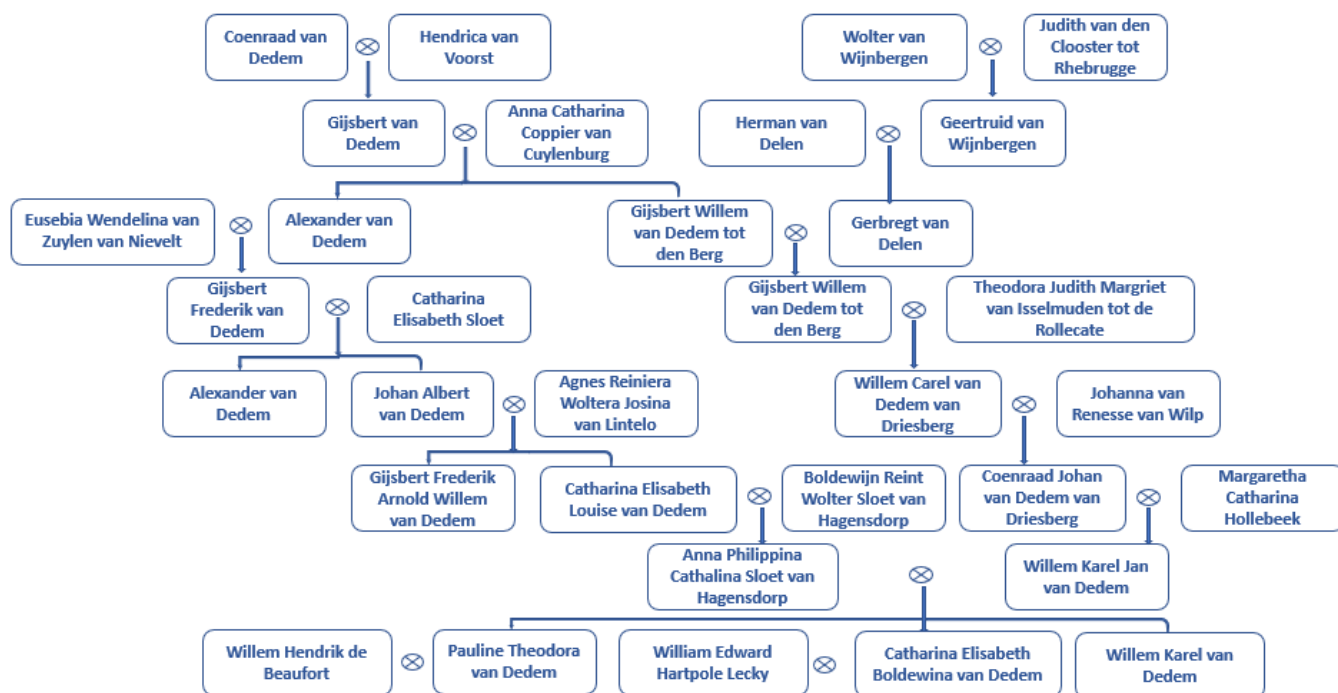 Coenraad van
Dedem
Hendrica van
Voorst
Wolter van
Wijnbergen
Judith van den
Clooster tot
Rhebrugge
Gijsbert van
Dedem
Anna Catharina
Coppier van
Cuylenburg
Herman van
Delen
Geertruid van
Wijnbergen
Eusebia Wendelina van
Zuylen van Nievelt
Alexander van
Dedem
Gijsbert Willem
van Dedem tot
den Berg
Gerbregt van
Delen
Gijsbert
Frederik van
Dedem
Catharina
Elisabeth Sloet
Gijsbert Willem
van Dedem tot
den Berg
Theodora Judith Margriet
van Isselmuden tot de
Rollecate
Alexander van
Dedem
Johan Albert
van Dedem
Agnes Reiniera
Woltera Josina
van Lintelo
Willem Carel van
Dedem van
Driesberg
Johanna van
Renesse van Wilp
Gijsbert Frederik
Arnold Willem
van Dedem
Catharina Elisabeth
Louise van Dedem
Boldewijn Reint
Wolter Sloet van
Hagensdorp
Coenraad Johan
van Dedem van
Driesberg
Margaretha
Catharina
Hollebeek
Anna Philippina
Cathalina Sloet van
Hagensdorp
Willem Karel Jan
van Dedem
Willem Hendrik de
Beaufort
Pauline Theodora
van Dedem
William Edward
Hartpole Lecky
Catharina Elisabeth
Boldewina van Dedem
Willem Karel van
Dedem